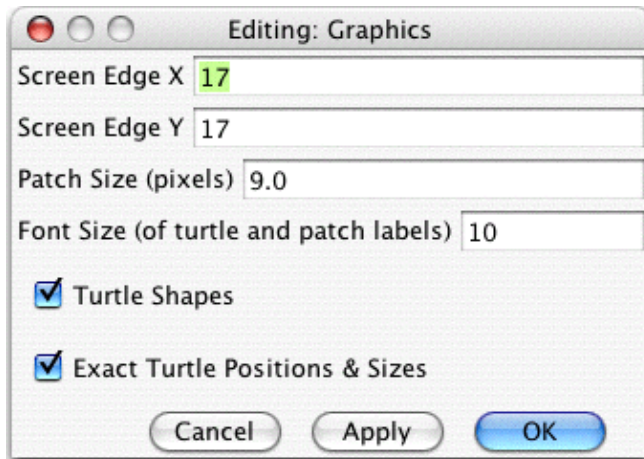 Editing: Graphics
Screen Edge X 17
Screen Edge Y 17
Patch Size (pixels) 9.0
Font Size (of turtle and patch labels) 10
Turtle Shapes
Exact Turtle Positions & Sizes
Cancel Apply OK